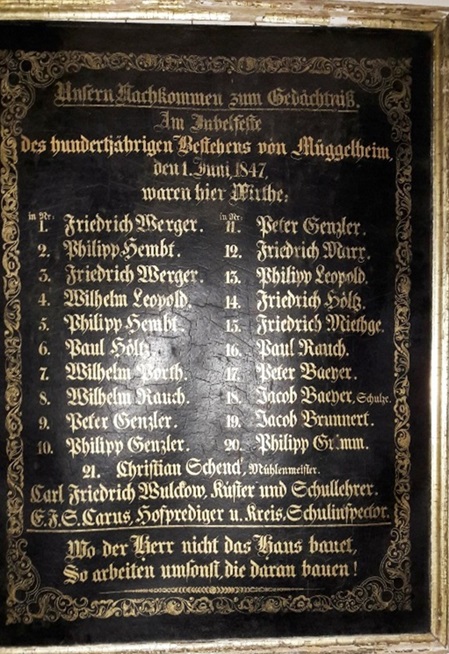 Unsern Nachkommen zum Gedächtniß.
Am Jubelfeste
des hundertjährigen Bestehens von Müggelheim,
den 1. Juni 1847,
waren hier Wirthe:
in Nr: in Nr:
1. Friedrich Werger. 11. Peter Genzler.
2. Philipp Hembt. 12. Friedrich Marx.
3. Friedrich Werger. 13. Philipp Leopold.
4. Wilhelm Leopold. 14. Friedrich Höltz.
5. Philipp Hembt. 15. Friedrich Miethge.
6. Paul Höltz. 16. Paul Rauch.
7. Wilhelm Porth. 17. Peter Baeyer.
8. Wilhelm Rauch. 18. Jacob Baeyer, Schulze.
9. Peter Genzler. 19. Jacob Brunnert.
10. Philipp Genzler. 20. Philipp Grimm.
21. Christian Schenk, Mühlenmeister.
Carl Friedrich Wulckow, Küster und Schullehrer.
E.F.S. Carus, Hofprediger u. Kreis, Schulinspector.
Wo der Herr nicht das Haus bauet,
So arbeiten umsonst, die daran bauen!